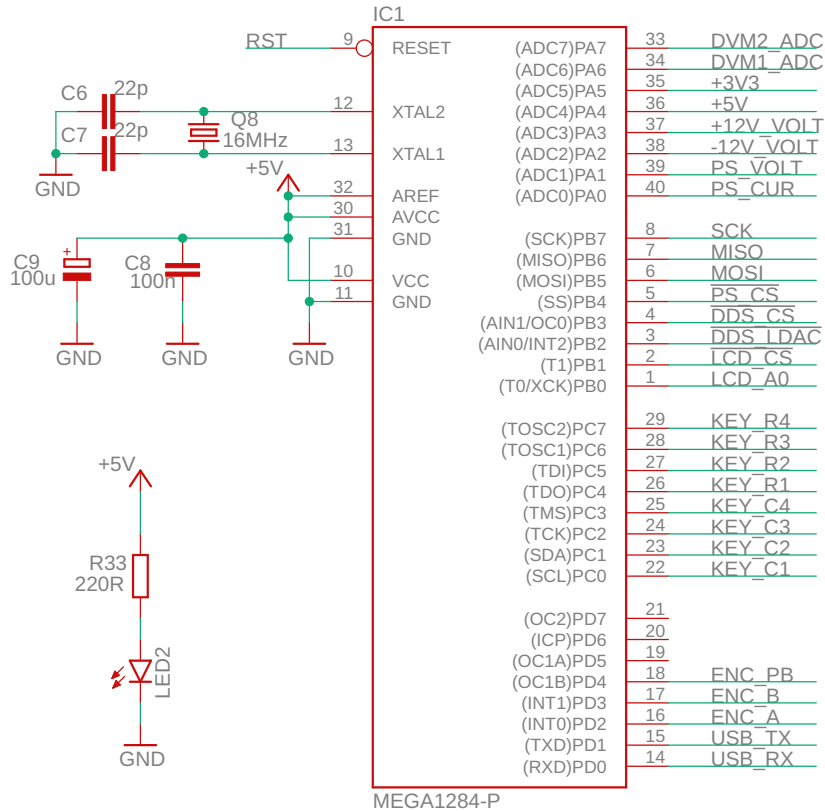 IC1
RST 9 RESET (ADC7)PA7 33 DVM2_ADC
(ADC6)PA6 34 DVM1_ADC
(ADC5)PA5 35 +3V3
C6 22p 12 XTAL2 (ADC4)PA4 36 +5V
Q8 (ADC3)PA3 37 +12V_VOLT
C7 22p 16MHz 13 XTAL1 (ADC2)PA2 38 -12V_VOLT
+5V (ADC1)PA1 39 PS_VOLT
GND 32 AREF (ADC0)PA0 40 PS_CUR
30 AVCC
31 GND (SCK)PB7 8 SCK
+ (MISO)PB6 7 MISO
C9 100u C8 100n 10 VCC (MOSI)PB5 6 MOSI
11 GND (SS)PB4 5 PS_CS
(AIN1/OC0)PB3 4 DDS_CS
(AIN0/INT2)PB2 3 DDS_LDAC
GND GND GND (T1)PB1 2 LCD_CS
(T0/XCK)PB0 1 LCD_A0
(TOSC2)PC7 29 KEY_R4
(TOSC1)PC6 28 KEY_R3
+5V (TDI)PC5 27 KEY_R2
(TDO)PC4 26 KEY_R1
(TMS)PC3 25 KEY_C4
(TCK)PC2 24 KEY_C3
R33 (SDA)PC1 23 KEY_C2
220R (SCL)PC0 22 KEY_C1
(OC2)PD7 21
(ICP)PD6 20
(OC1A)PD5 19
LED2 (OC1B)PD4 18 ENC_PB
(INT1)PD3 17 ENC_B
(INT0)PD2 16 ENC_A
(TXD)PD1 15 USB_TX
GND (RXD)PD0 14 USB_RX
MEGA1284-P